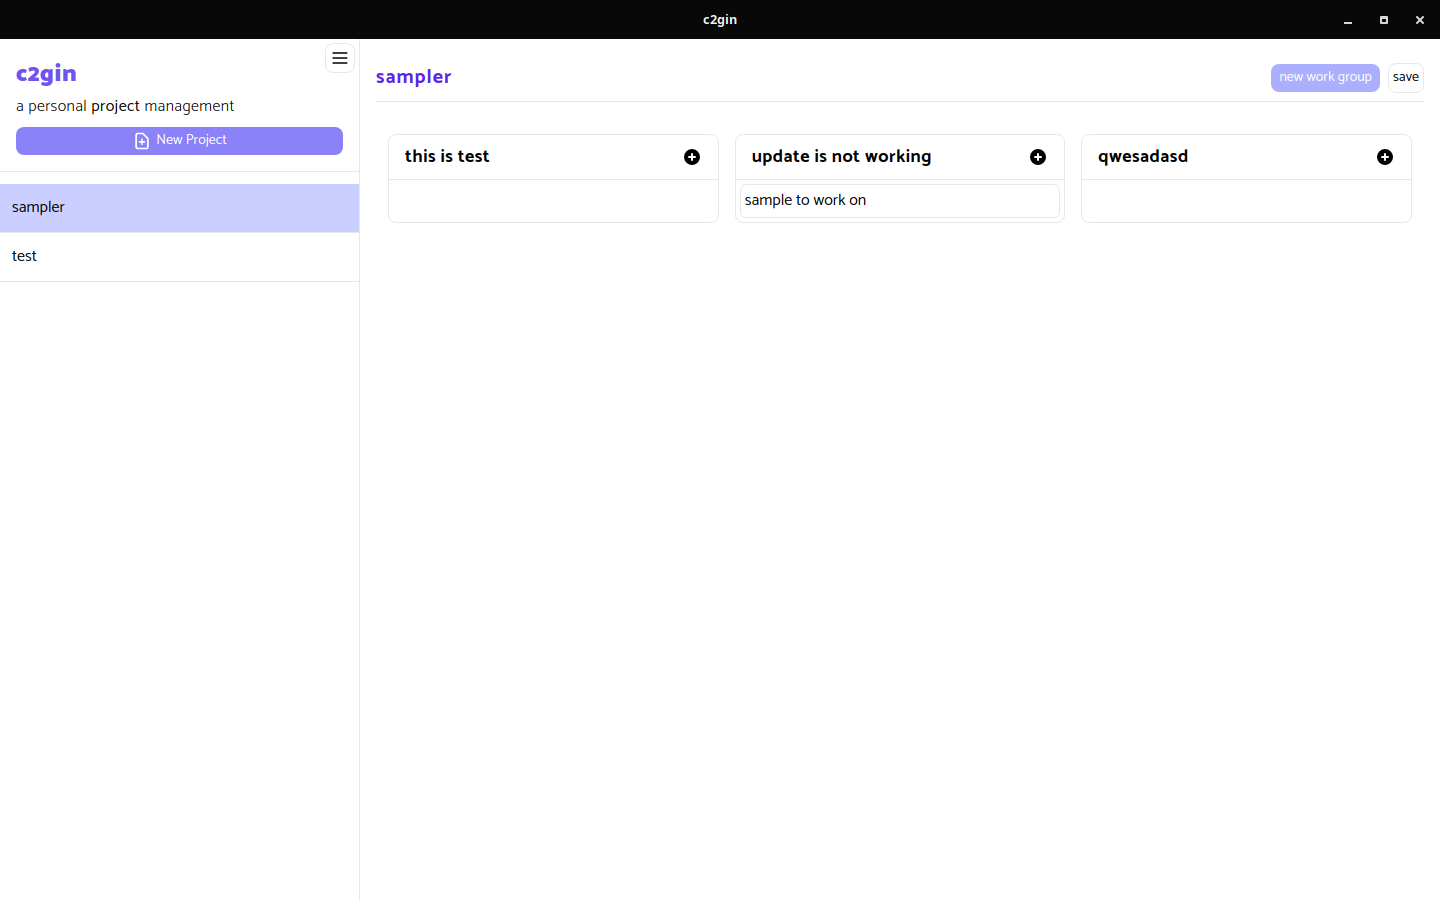 c2gin
c2gin
a personal project management
New Project
sampler
test
sampler
new work group
save
this is test
update is not working
sample to work on
qwesadasd